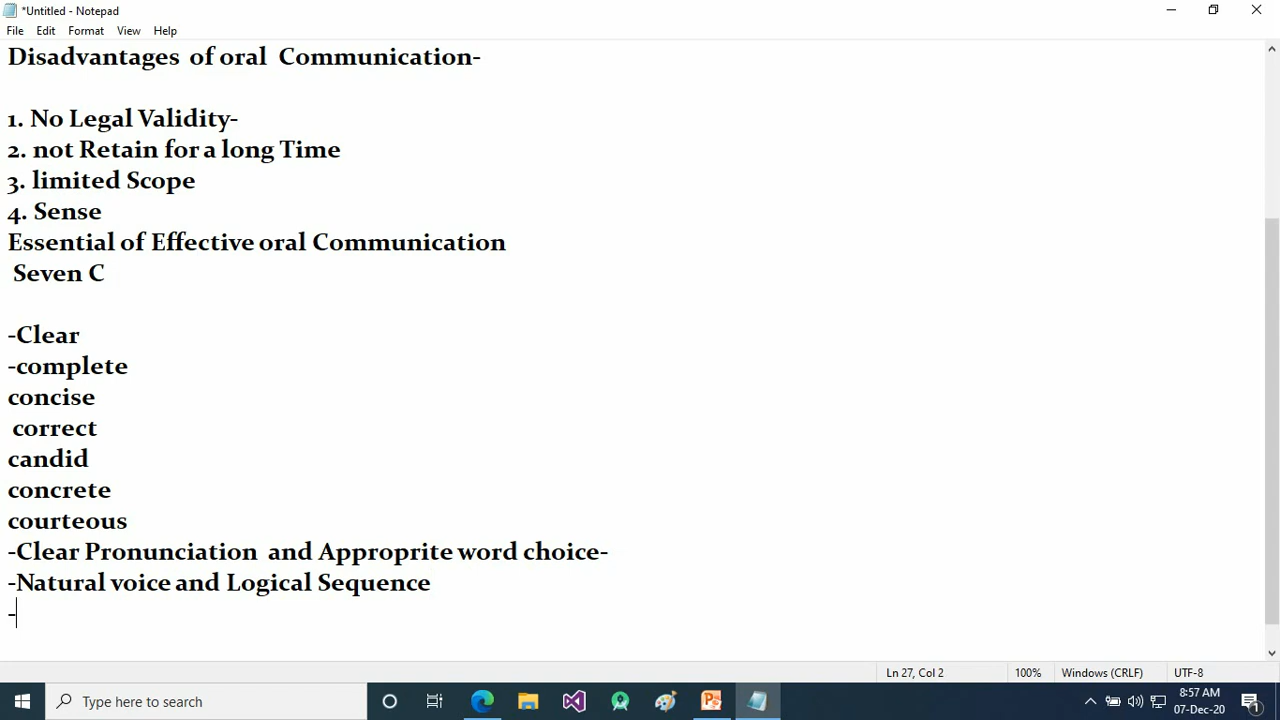 *Untitled - Notepad
File Edit Format View Help
Disadvantages of oral Communication-
1. No Legal Validity-
2. not Retain for a long Time
3. limited Scope
4. Sense
Essential of Effective oral Communication
Seven C
-Clear
-complete
concise
correct
candid
concrete
courteous
-Clear Pronunciation and Approprite word choice-
-Natural voice and Logical Sequence
-
Ln 27, Col 2 100% Windows (CRLF) UTF-8
Type here to search
8:57 AM
07-Dec-20
1